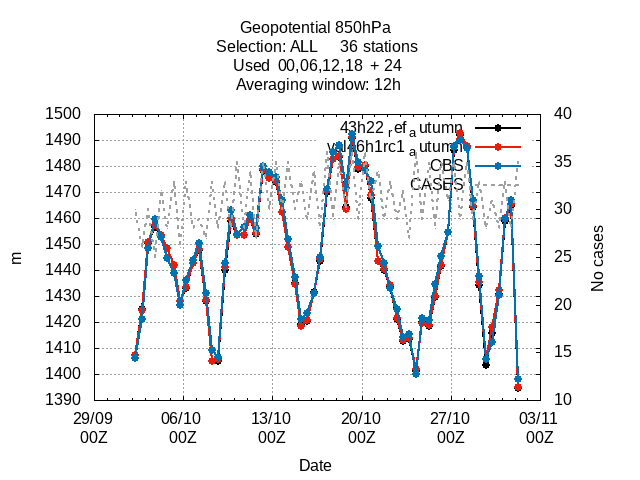 Geopotential 850hPa
Selection: ALL 36 stations
Used 00,06,12,18 + 24
Averaging window: 12h
1500
1490
1480
1470
1460
1450
1440
1430
1420
1410
1400
1390
m
40
35
30
25
20
15
10
No cases
43h22 ref autumn
OBS
CASES
29/09 06/10 13/10 20/10 27/10 03/11
00Z 00Z 00Z 00Z 00Z 00Z
Date